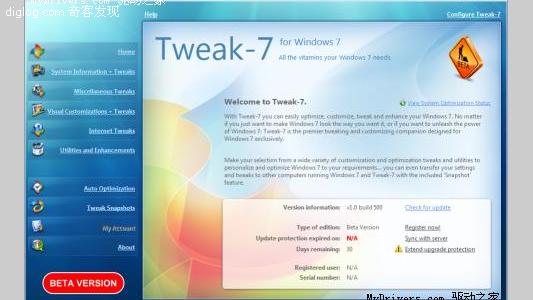 MyDrivers.com 驱动之家
diglog.com 奇客发现
Help
Configure Tweak-7
Tweak-7 for Windows 7
All the vitamins your Windows 7 needs
BETA
Home
System Information + Tweaks
Miscellaneous Tweaks
Visual Customizations + Tweaks
Internet Tweaks
Utilities and Enhancements
Auto Optimization
Tweak Snapshots
My Account
About
BETA VERSION
View System Optimization Status
Welcome to Tweak-7.
With Tweak-7 you can easily optimize, customize, tweak and enhance your Windows 7. No matter
if you just want to make Windows 7 look the way you want it, or if you want to unleash the power
of Windows 7: Tweak-7 is the premier tweaking and customizing companion designed for
Windows 7 exclusively.
Make your selection from a wide variety of customization and optimization tweaks and utilities to
personalize and optimize Windows 7 to your requirements... you can even transfer your settings
and tweaks to other computers running Windows 7 and Tweak-7 with the included 'Snapshot'
feature.
Version information: v1.0 build 500 Check for update
Type of edition: Beta Version Register now!
Update protection expired on: N/A Sync with server
Days remaining: 30 Extend upgrade protection
Registered user: N/A
Serial number: N/A
MyDrivers.com 驱动之家